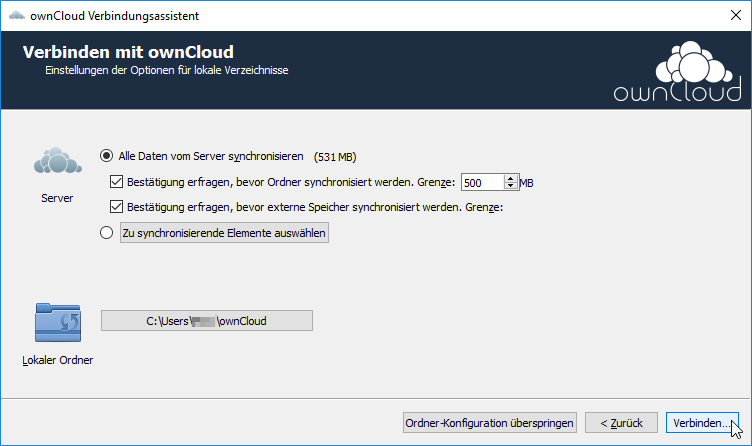 ownCloud Verbindungsassistent
Verbinden mit ownCloud
Einstellungen der Optionen für lokale Verzeichnisse
ownCloud
Alle Daten vom Server synchronisieren (531 MB)
Bestätigung erfragen, bevor Ordner synchronisiert werden. Grenze: 500 MB
Server
Bestätigung erfragen, bevor externe Speicher synchronisiert werden. Grenze:
Zu synchronisierende Elemente auswählen
C:\Users\ \ownCloud
Lokaler Ordner
Ordner-Konfiguration überspringen < Zurück Verbinden...